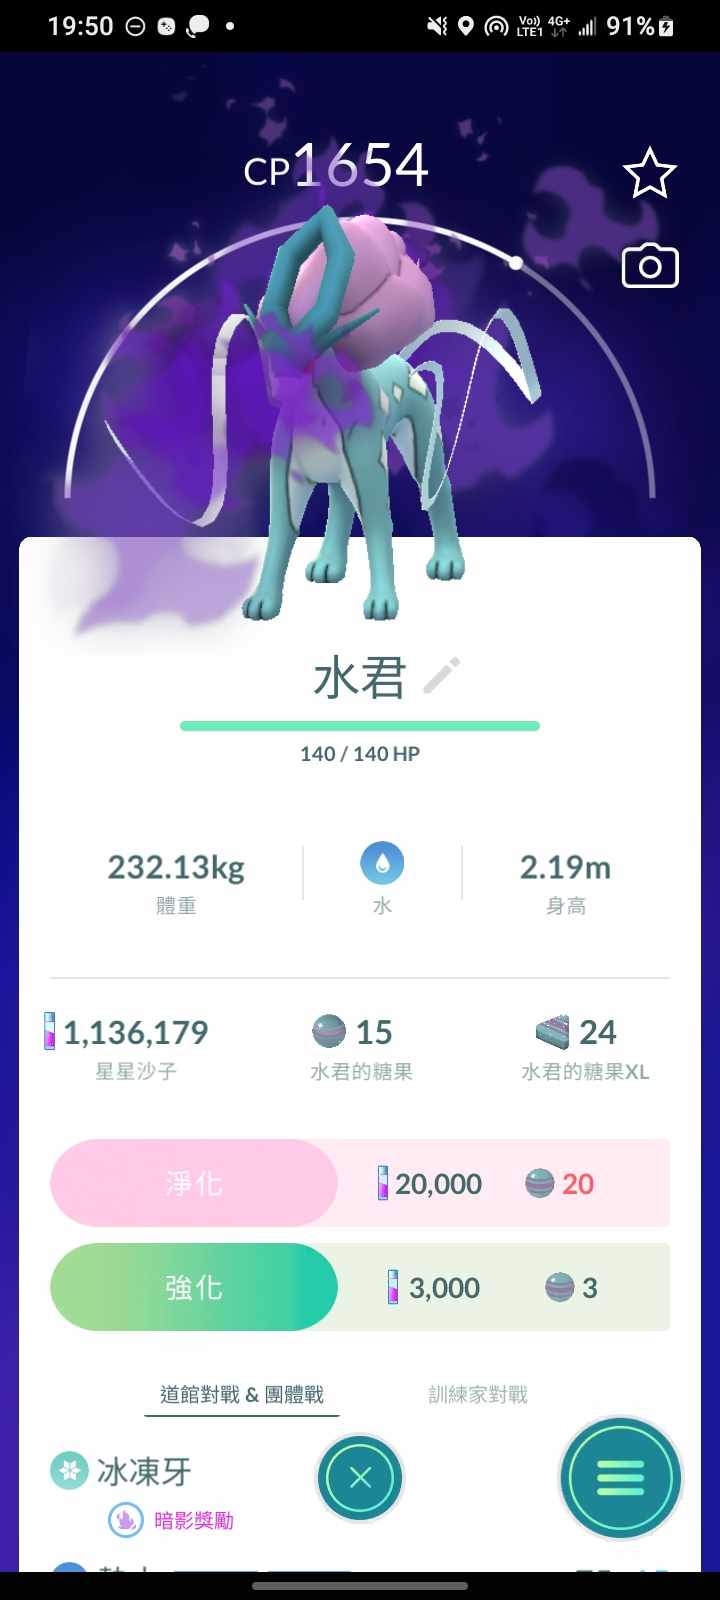 19:50
Vo)) LTE1 4G+ 91%
CP1654
水君
140 / 140 HP
232.13kg
體重
水
2.19m
身高
1,136,179
星星沙子
15
水君的糖果
24
水君的糖果XL
淨化 20,000 20
強化 3,000 3
道館對戰 & 團體戰 訓練家對戰
冰凍牙
暗影獎勵